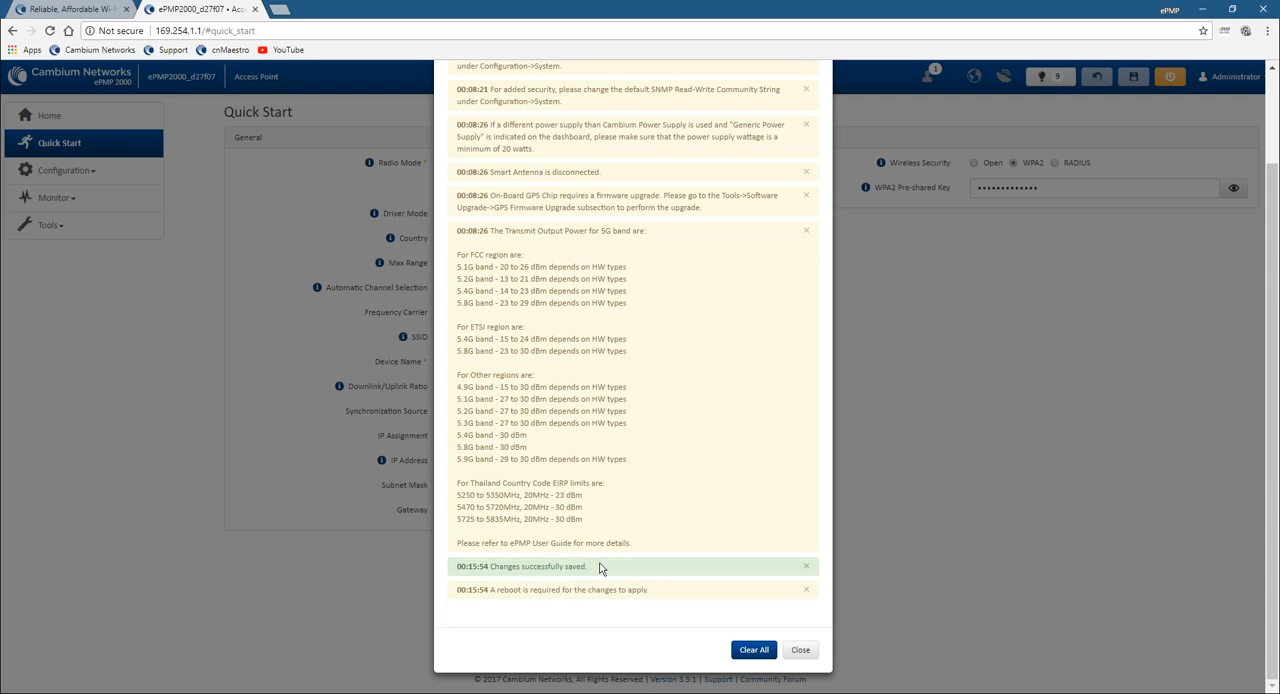 Reliable, Affordable Wi-F
ePMP2000_d27f07 • Acce
ePMP
Not secure
169.254.1.1/#quick_start
Apps
Cambium Networks
Support
cnMaestro
YouTube
Cambium Networks
ePMP 2000
ePMP2000_d27f07
Access Point
1
9
Administrator
Home
Quick Start
Configuration
Monitor
Tools
Quick Start
General
Radio Mode *
Driver Mode
Country
Max Range
Automatic Channel Selection
Frequency Carrier
SSID
Device Name *
Downlink/Uplink Ratio
Synchronization Source
IP Assignment
IP Address
Subnet Mask
Gateway
under Configuration->System.
00:08:21 For added security, please change the default SNMP Read-Write Community String
under Configuration->System.
00:08:26 If a different power supply than Cambium Power Supply is used and "Generic Power
Supply" is indicated on the dashboard, please make sure that the power supply wattage is a
minimum of 20 watts.
00:08:26 Smart Antenna is disconnected.
00:08:26 On-Board GPS Chip requires a firmware upgrade. Please go to the Tools->Software
Upgrade->GPS Firmware Upgrade subsection to perform the upgrade.
00:08:26 The Transmit Output Power for 5G band are:
For FCC region are:
5.1G band - 20 to 26 dBm depends on HW types
5.2G band - 13 to 21 dBm depends on HW types
5.4G band - 14 to 23 dBm depends on HW types
5.8G band - 23 to 29 dBm depends on HW types
For ETSI region are:
5.4G band - 15 to 24 dBm depends on HW types
5.8G band - 23 to 30 dBm depends on HW types
For Other regions are:
4.9G band - 15 to 30 dBm depends on HW types
5.1G band - 27 to 30 dBm depends on HW types
5.2G band - 27 to 30 dBm depends on HW types
5.3G band - 27 to 30 dBm depends on HW types
5.4G band - 30 dBm
5.8G band - 30 dBm
5.9G band - 29 to 30 dBm depends on HW types
For Thailand Country Code EIRP limits are:
5250 to 5350MHz, 20MHz - 23 dBm
5470 to 5720MHz, 20MHz - 30 dBm
5725 to 5835MHz, 20MHz - 30 dBm
Please refer to ePMP User Guide for more details.
00:15:54 Changes successfully saved.
00:15:54 A reboot is required for the changes to apply.
Clear All
Close
Wireless Security
Open
WPA2
RADIUS
WPA2 Pre-shared Key
•••••••••••••
© 2017 Cambium Networks, All Rights Reserved | Version 3.5.1 | Support | Community Forum